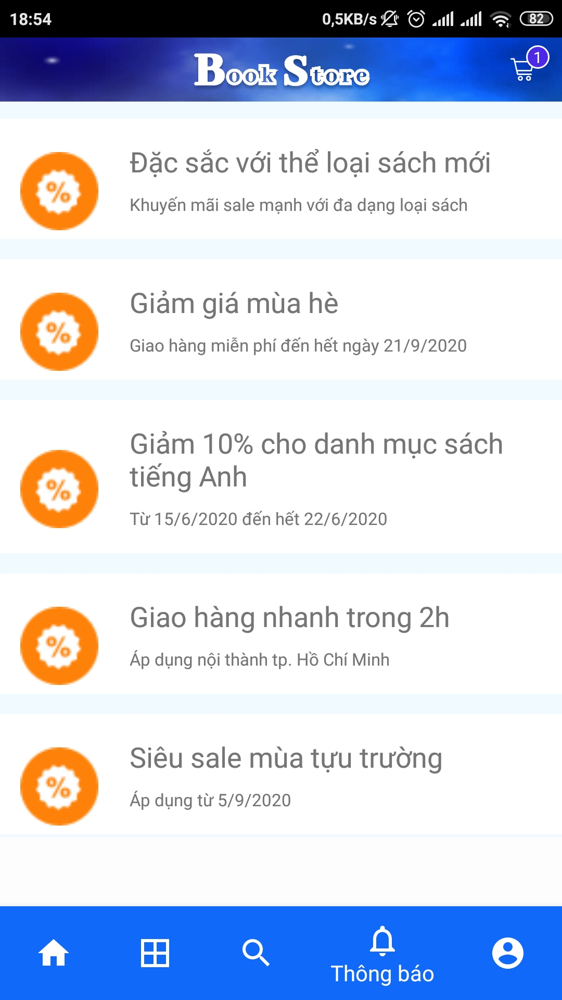 18:54
0,5KB/s
82
Book Store
1
Đặc sắc với thể loại sách mới
Khuyến mãi sale mạnh với đa dạng loại sách
Giảm giá mùa hè
Giao hàng miễn phí đến hết ngày 21/9/2020
Giảm 10% cho danh mục sách
tiếng Anh
Từ 15/6/2020 đến hết 22/6/2020
Giao hàng nhanh trong 2h
Áp dụng nội thành tp. Hồ Chí Minh
Siêu sale mùa tựu trường
Áp dụng từ 5/9/2020
Thông báo